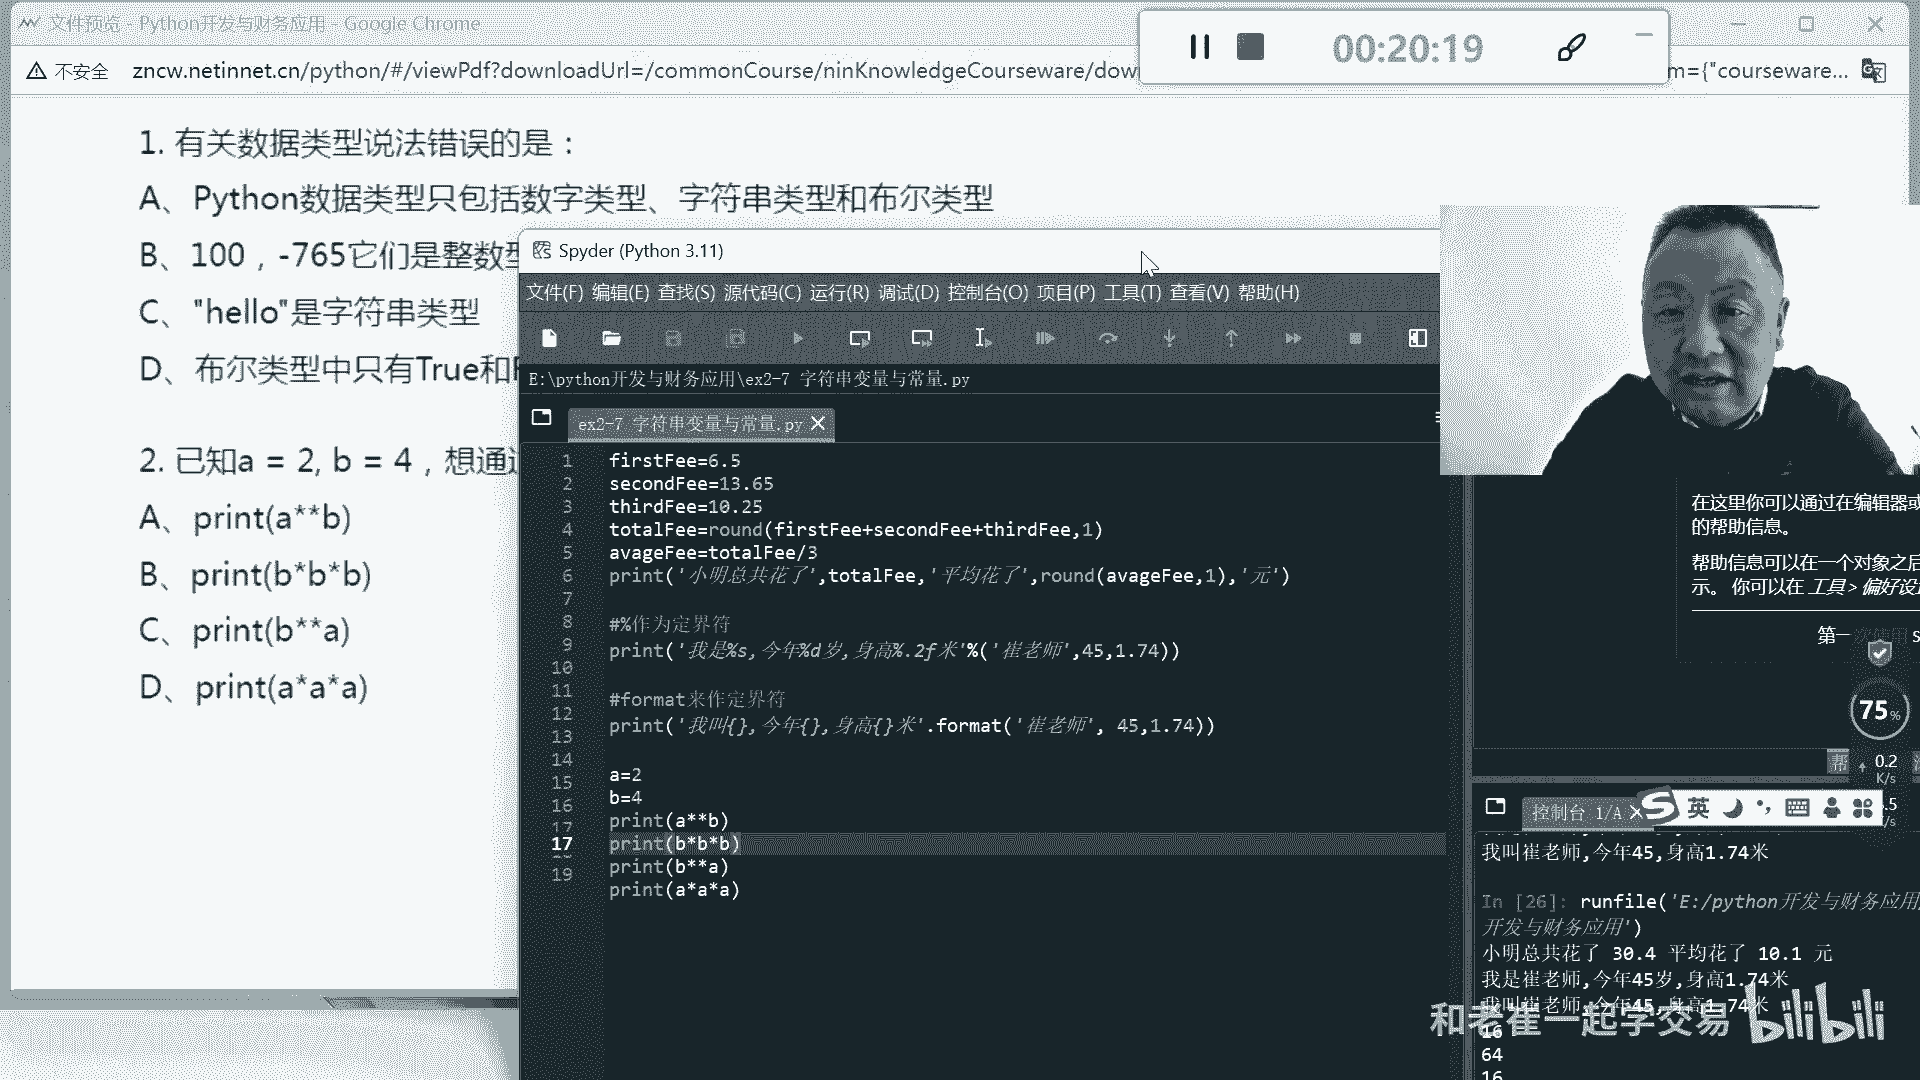 文件预览 - Python开发与财务应用 - Google Chrome
00:20:19
不安全 zncw.netinnet.cn/python/#/viewPdf?downloadUrl=/commonCourse/ninKnowledgeCourseware/dow
m={"courseware...
1. 有关数据类型说法错误的是：
A、Python数据类型只包括数字类型、字符串类型和布尔类型
B、100，-765它们是整数
C、"hello"是字符串类型
D、布尔类型中只有True和
2. 已知a = 2, b = 4，想通
A、print(a**b)
B、print(b*b*b)
C、print(b**a)
D、print(a*a*a)
Spyder (Python 3.11)
文件(F) 编辑(E) 查找(S) 源代码(C) 运行(R) 调试(D) 控制台(O) 项目(P) 工具(T) 查看(V) 帮助(H)
E:\python开发与财务应用\ex2-7 字符串变量与常量.py
ex2-7 字符串变量与常量.py
1 firstFee=6.5
2 secondFee=13.65
3 thirdFee=10.25
4 totalFee=round(firstFee+secondFee+thirdFee,1)
5 avageFee=totalFee/3
6 print('小明总共花了',totalFee,'平均花了',round(avageFee,1),'元')
7
8 #%作为定界符
9 print('我是%s,今年%d岁,身高%.2f米'%('崔老师',45,1.74))
10
11 #format来作定界符
12 print('我叫{},今年{},身高{}米'.format('崔老师', 45,1.74))
13
14 a=2
15 b=4
16 print(a**b)
17 print(b*b*b)
print(b**a)
19 print(a*a*a)
在这里你可以通过在编辑器或
的帮助信息。
帮助信息可以在一个对象之后
示。 你可以在 工具 > 偏好设
第一
75%
帮
0.2
K/s
英
控制台 1/A
我叫崔老师,今年45,身高1.74米
In [26]: runfile('E:/python开发与财务应用
开发与财务应用')
小明总共花了 30.4 平均花了 10.1 元
我是崔老师,今年45岁,身高1.74米
我叫崔老师,今年45,身高1.74米
16
64
16
和老崔一起学交易 bilibili